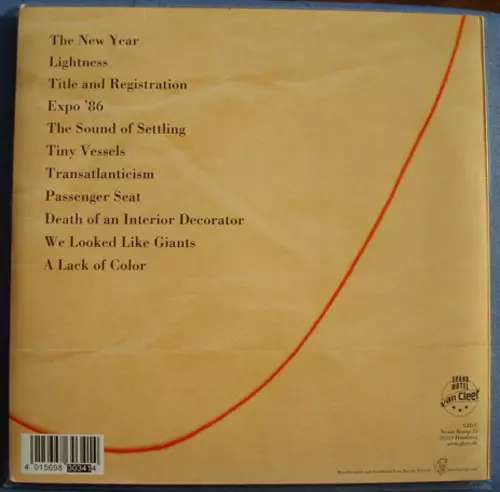 The New Year
Lightness
Title and Registration
Expo '86
The Sound of Settling
Tiny Vessels
Transatlanticism
Passenger Seat
Death of an Interior Decorator
We Looked Like Giants
A Lack of Color
GRAND
HOTEL
van Cleef
4 015698 303414